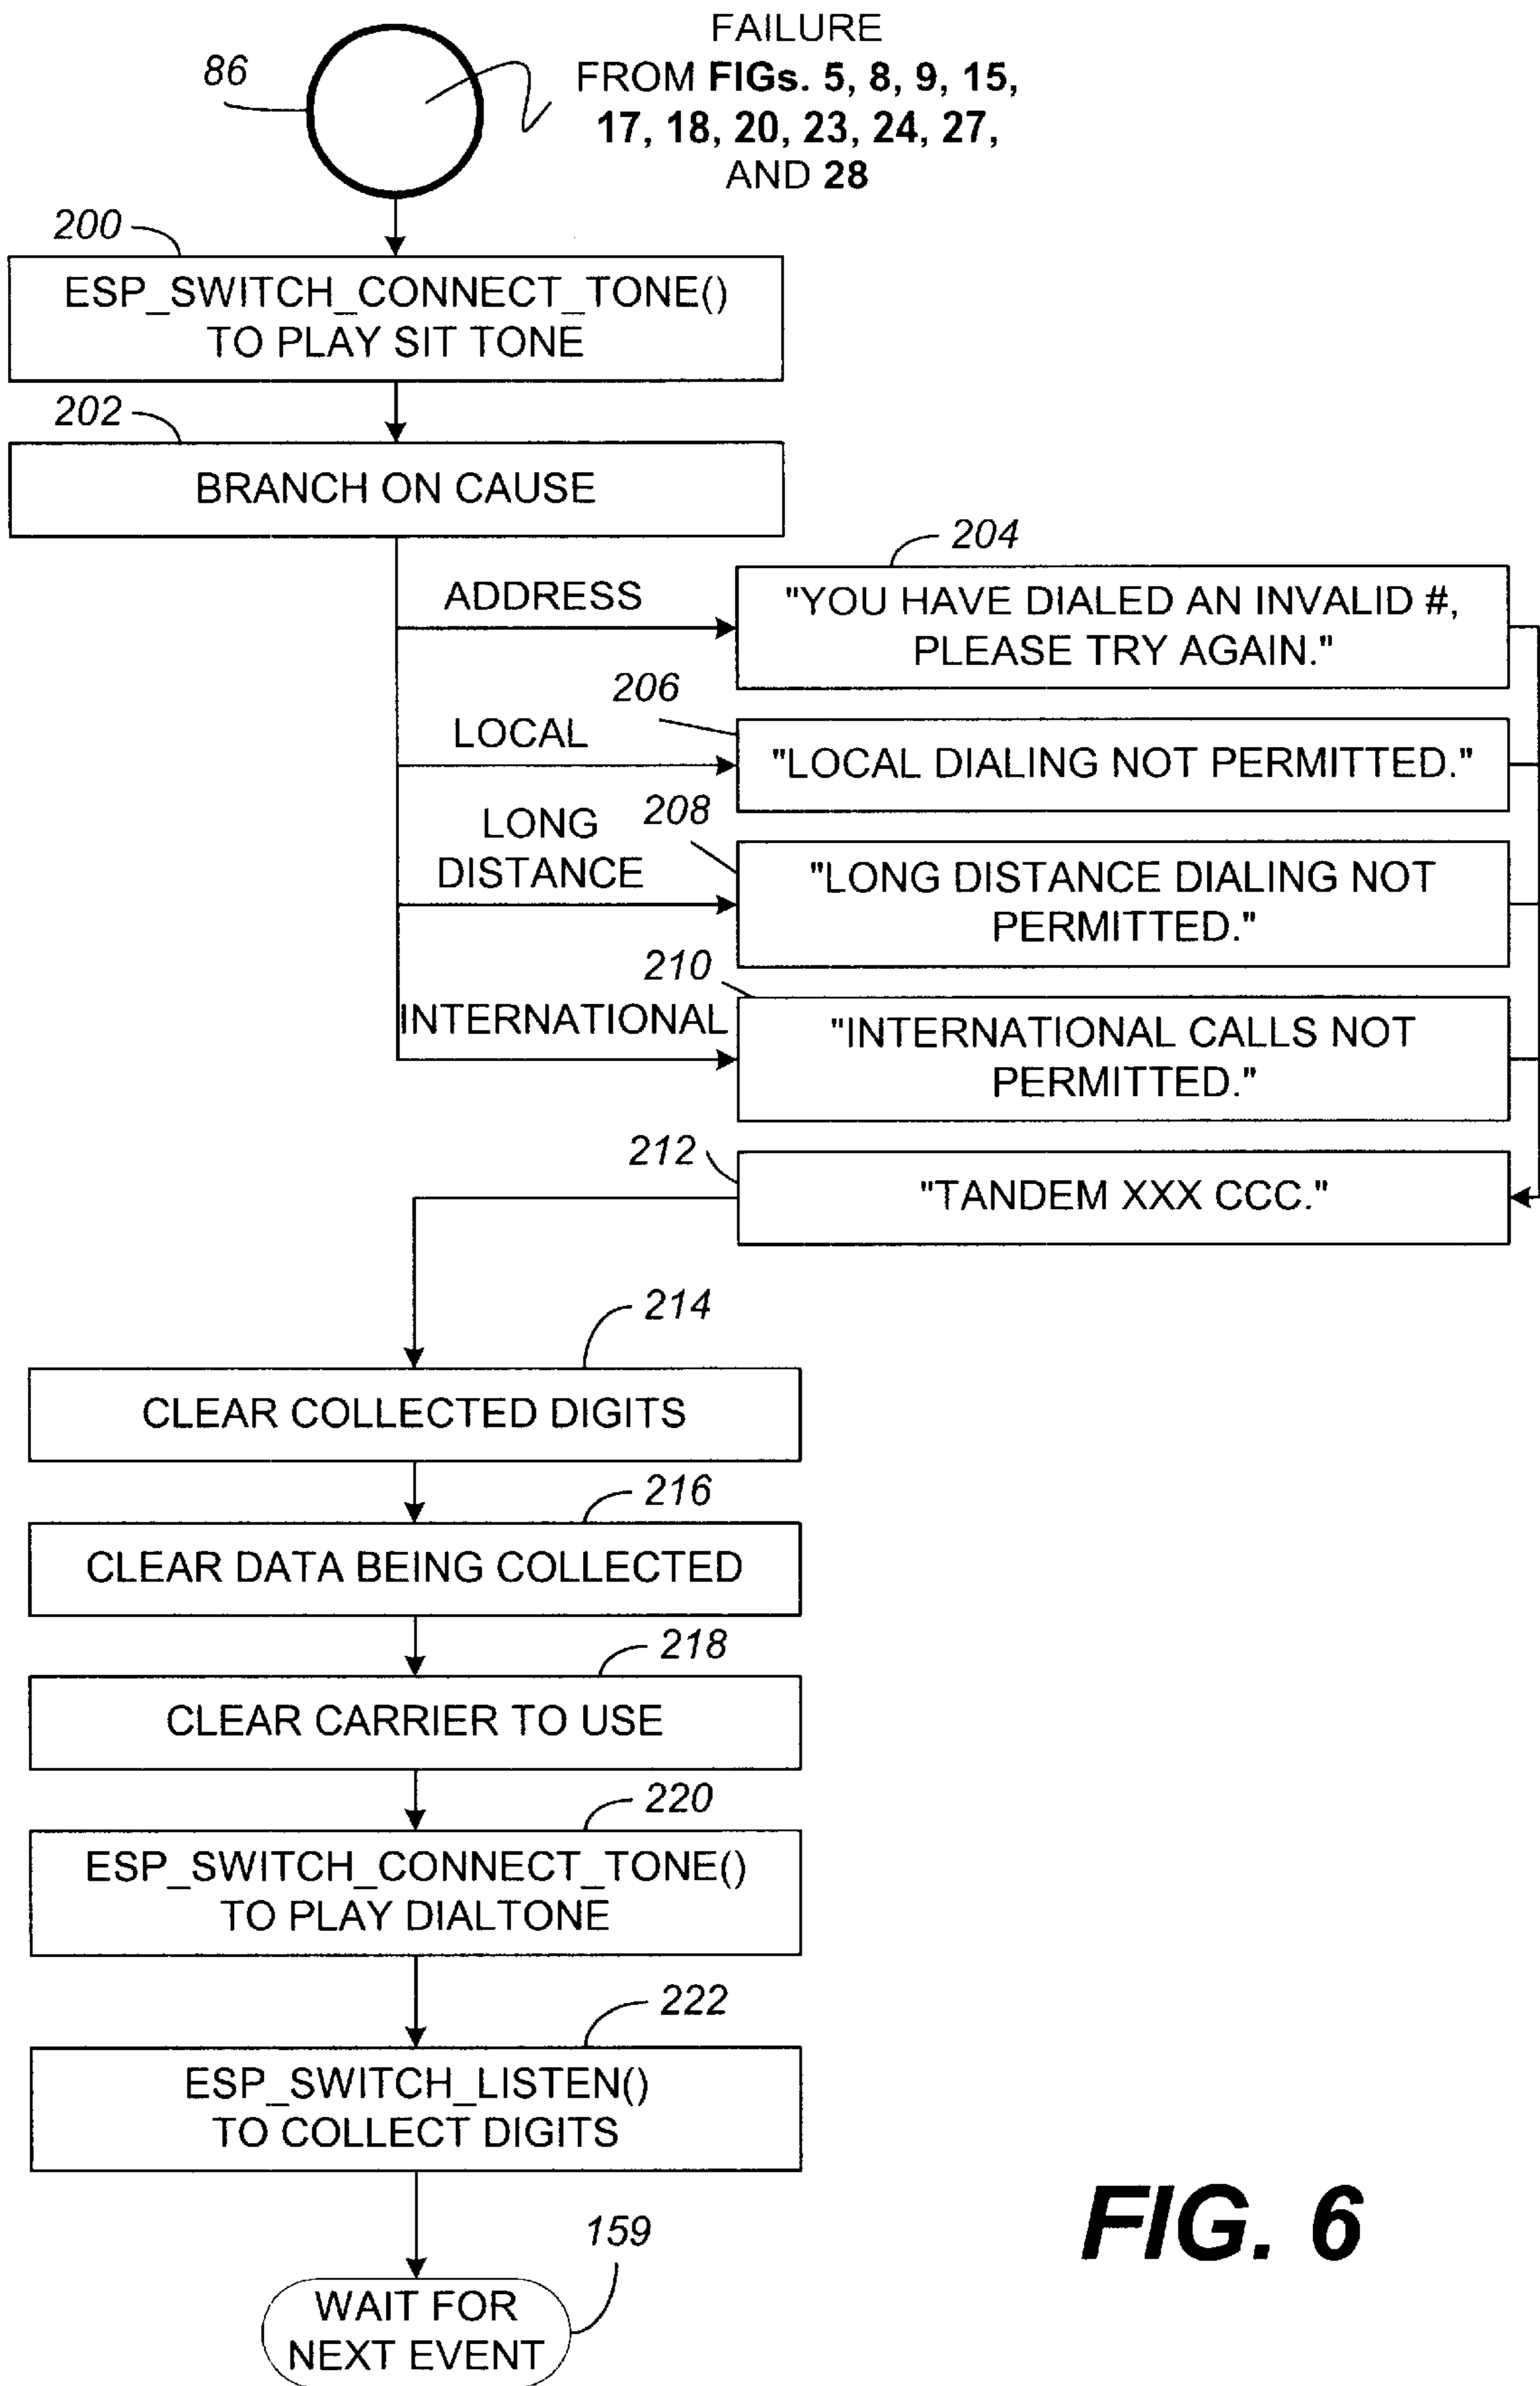 FAILURE
86
FROM FIGs. 5, 8, 9, 15,
17, 18, 20, 23, 24, 27,
AND 28
200
ESP_SWITCH_CONNECT_TONE()
TO PLAY SIT TONE
202
BRANCH ON CAUSE
204
ADDRESS
"YOU HAVE DIALED AN INVALID #,
PLEASE TRY AGAIN."
206
LOCAL
"LOCAL DIALING NOT PERMITTED."
208
LONG
DISTANCE
"LONG DISTANCE DIALING NOT
PERMITTED."
210
INTERNATIONAL
"INTERNATIONAL CALLS NOT
PERMITTED."
212
"TANDEM XXX CCC."
214
CLEAR COLLECTED DIGITS
216
CLEAR DATA BEING COLLECTED
218
CLEAR CARRIER TO USE
220
ESP_SWITCH_CONNECT_TONE()
TO PLAY DIALTONE
222
ESP_SWITCH_LISTEN()
TO COLLECT DIGITS
159
WAIT FOR
NEXT EVENT
FIG. 6